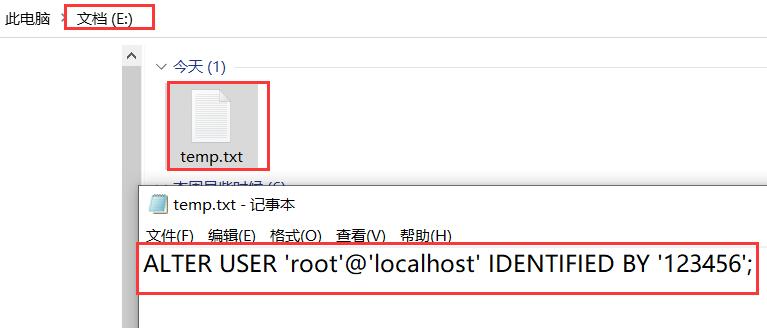 此电脑
文档 (E:)
今天 (1)
temp.txt
temp.txt - 记事本
文件(F) 编辑(E) 格式(O) 查看(V) 帮助(H)
ALTER USER 'root'@'localhost' IDENTIFIED BY '123456';